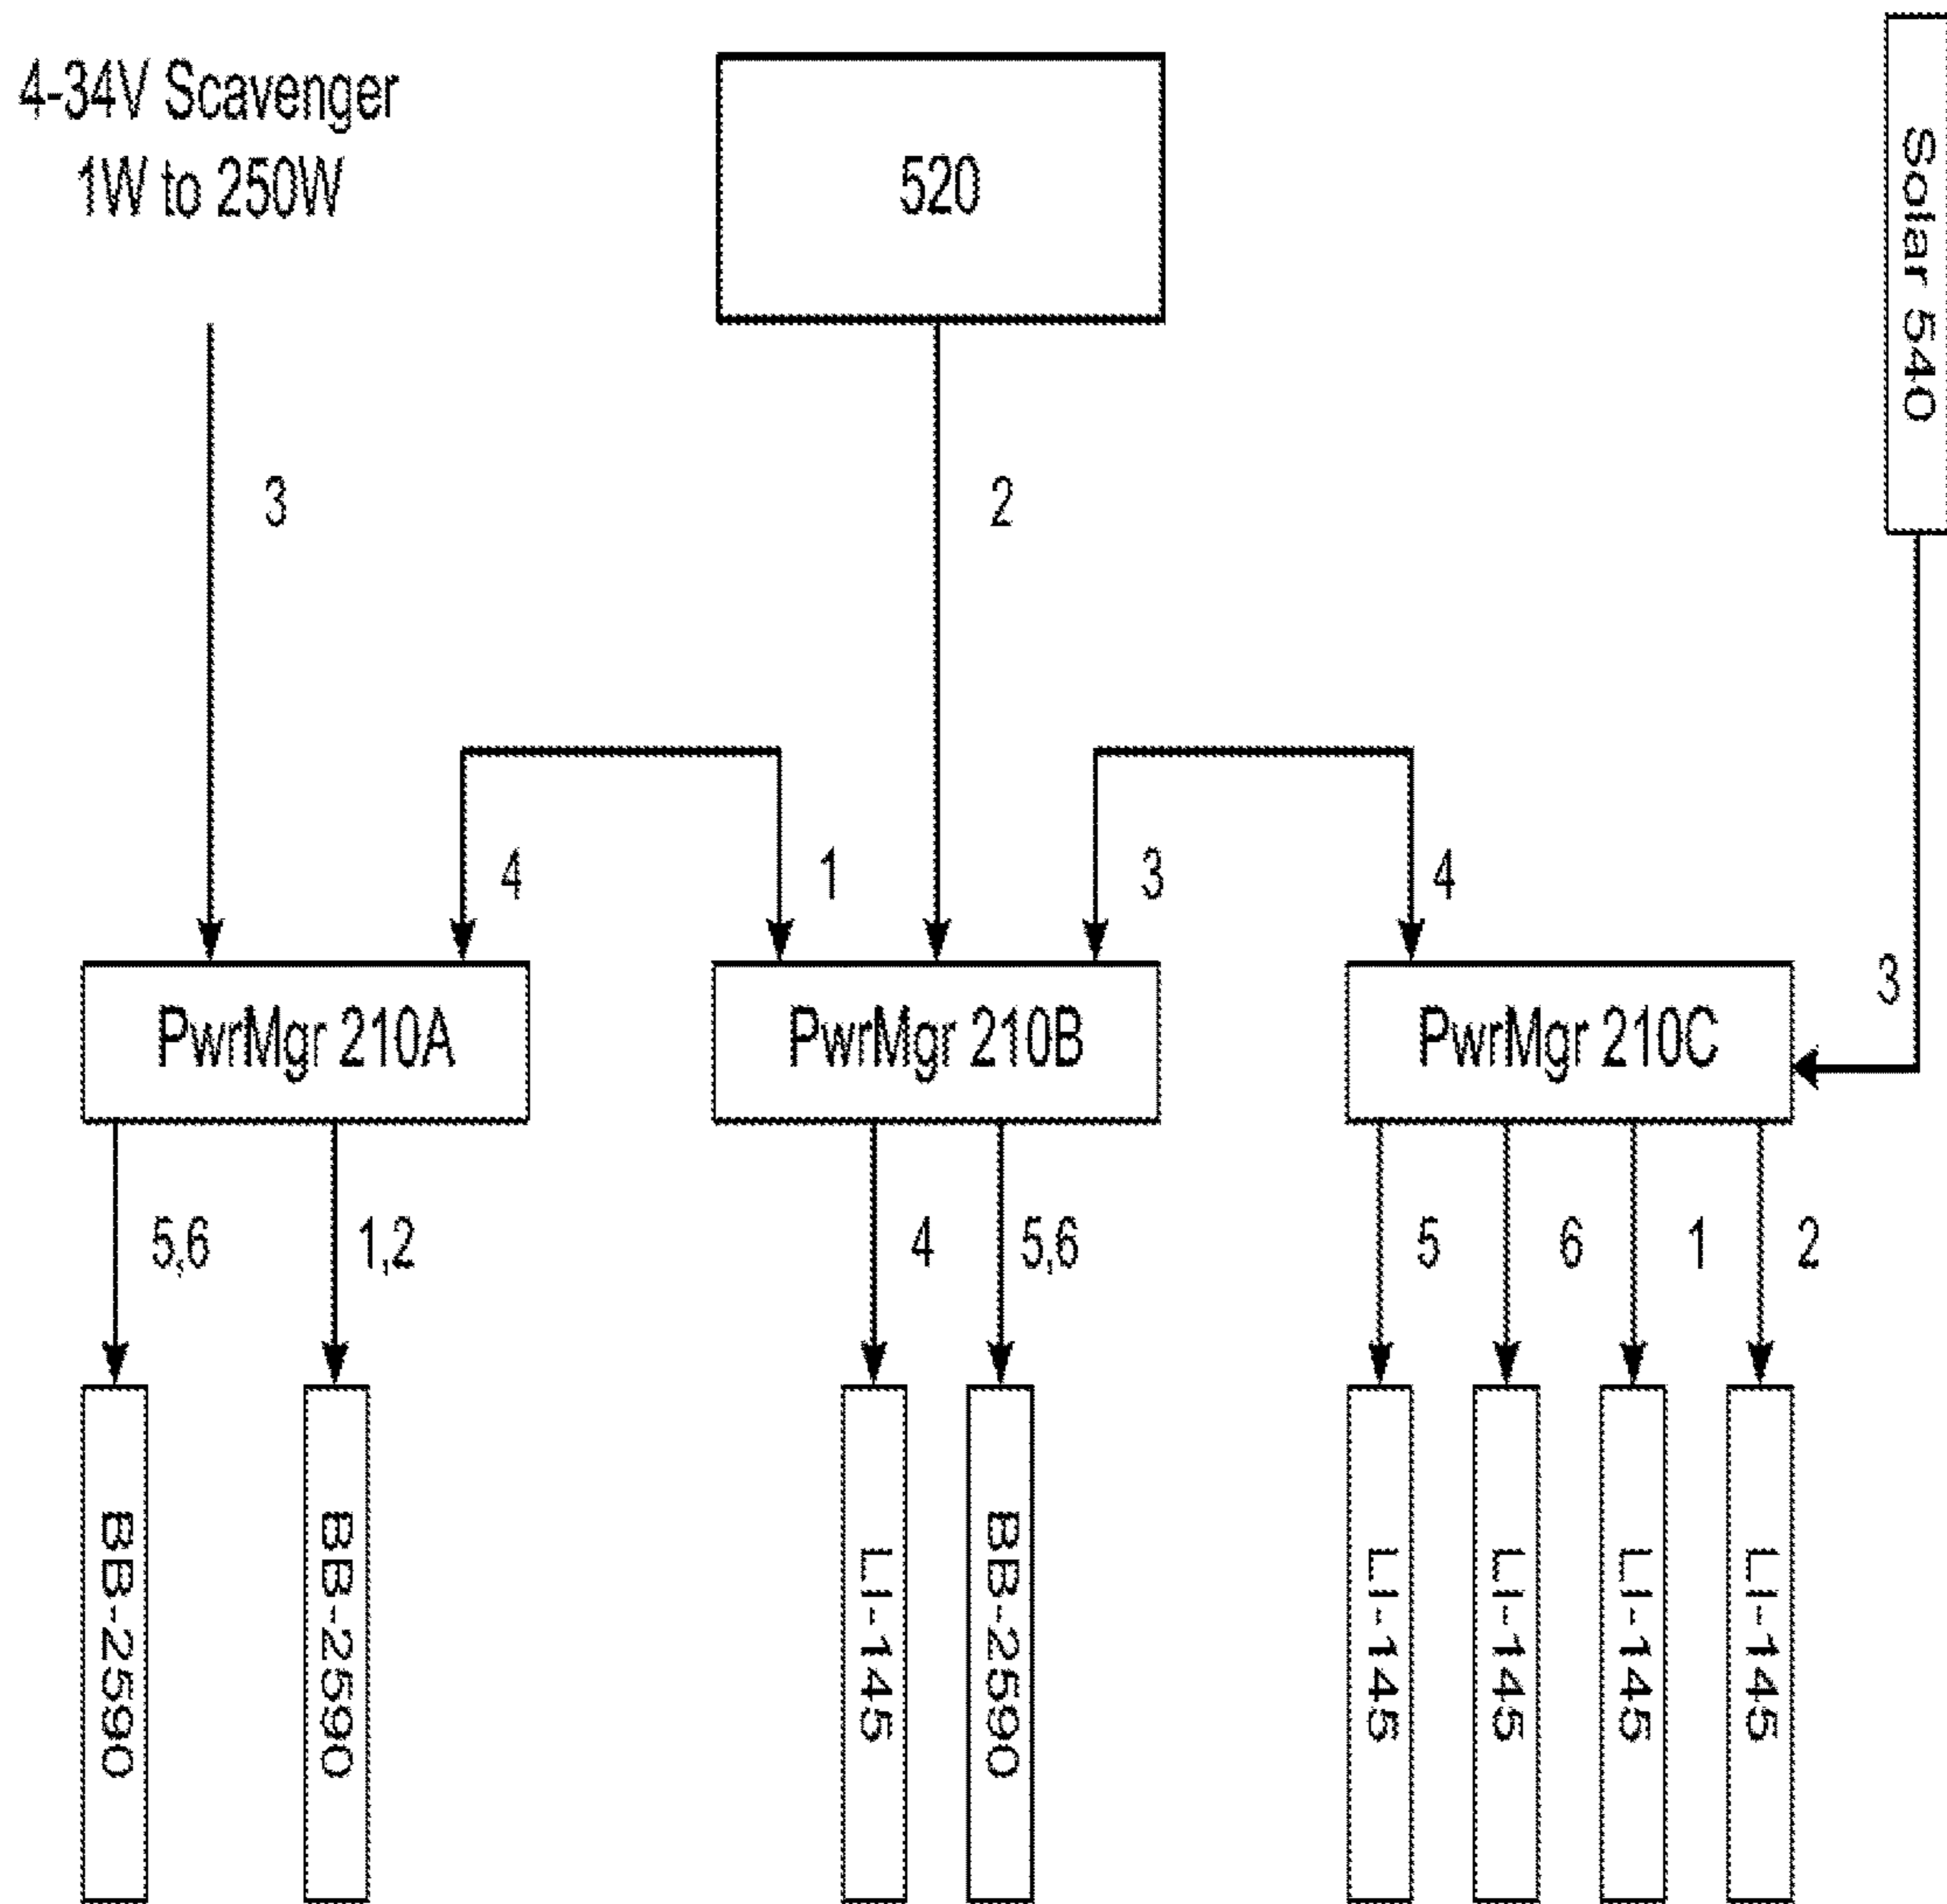 4-34V Scavenger
1W to 250W
520
Solar 540
3
2
4
1
3
4
3
PwrMgr 210A
PwrMgr 210B
PwrMgr 210C
5,6
1,2
4
5,6
5
6
1
2
BB-2590
BB-2590
LI-145
BB-2590
LI-145
LI-145
LI-145
LI-145